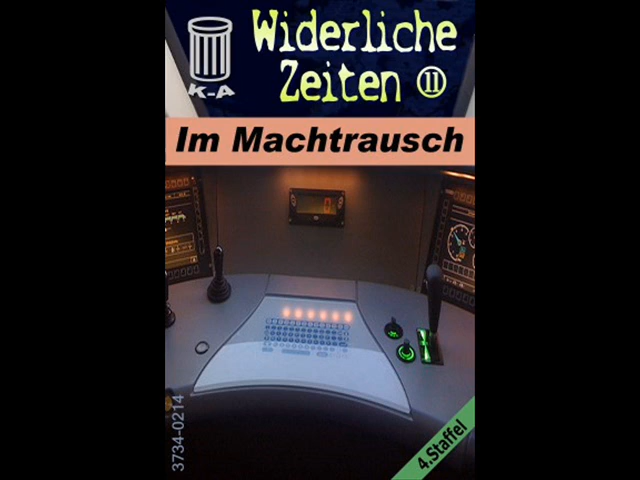 Widerliche
Zeiten ⑪
K-A
Im Machtrausch
3734-0214
4.Staffel